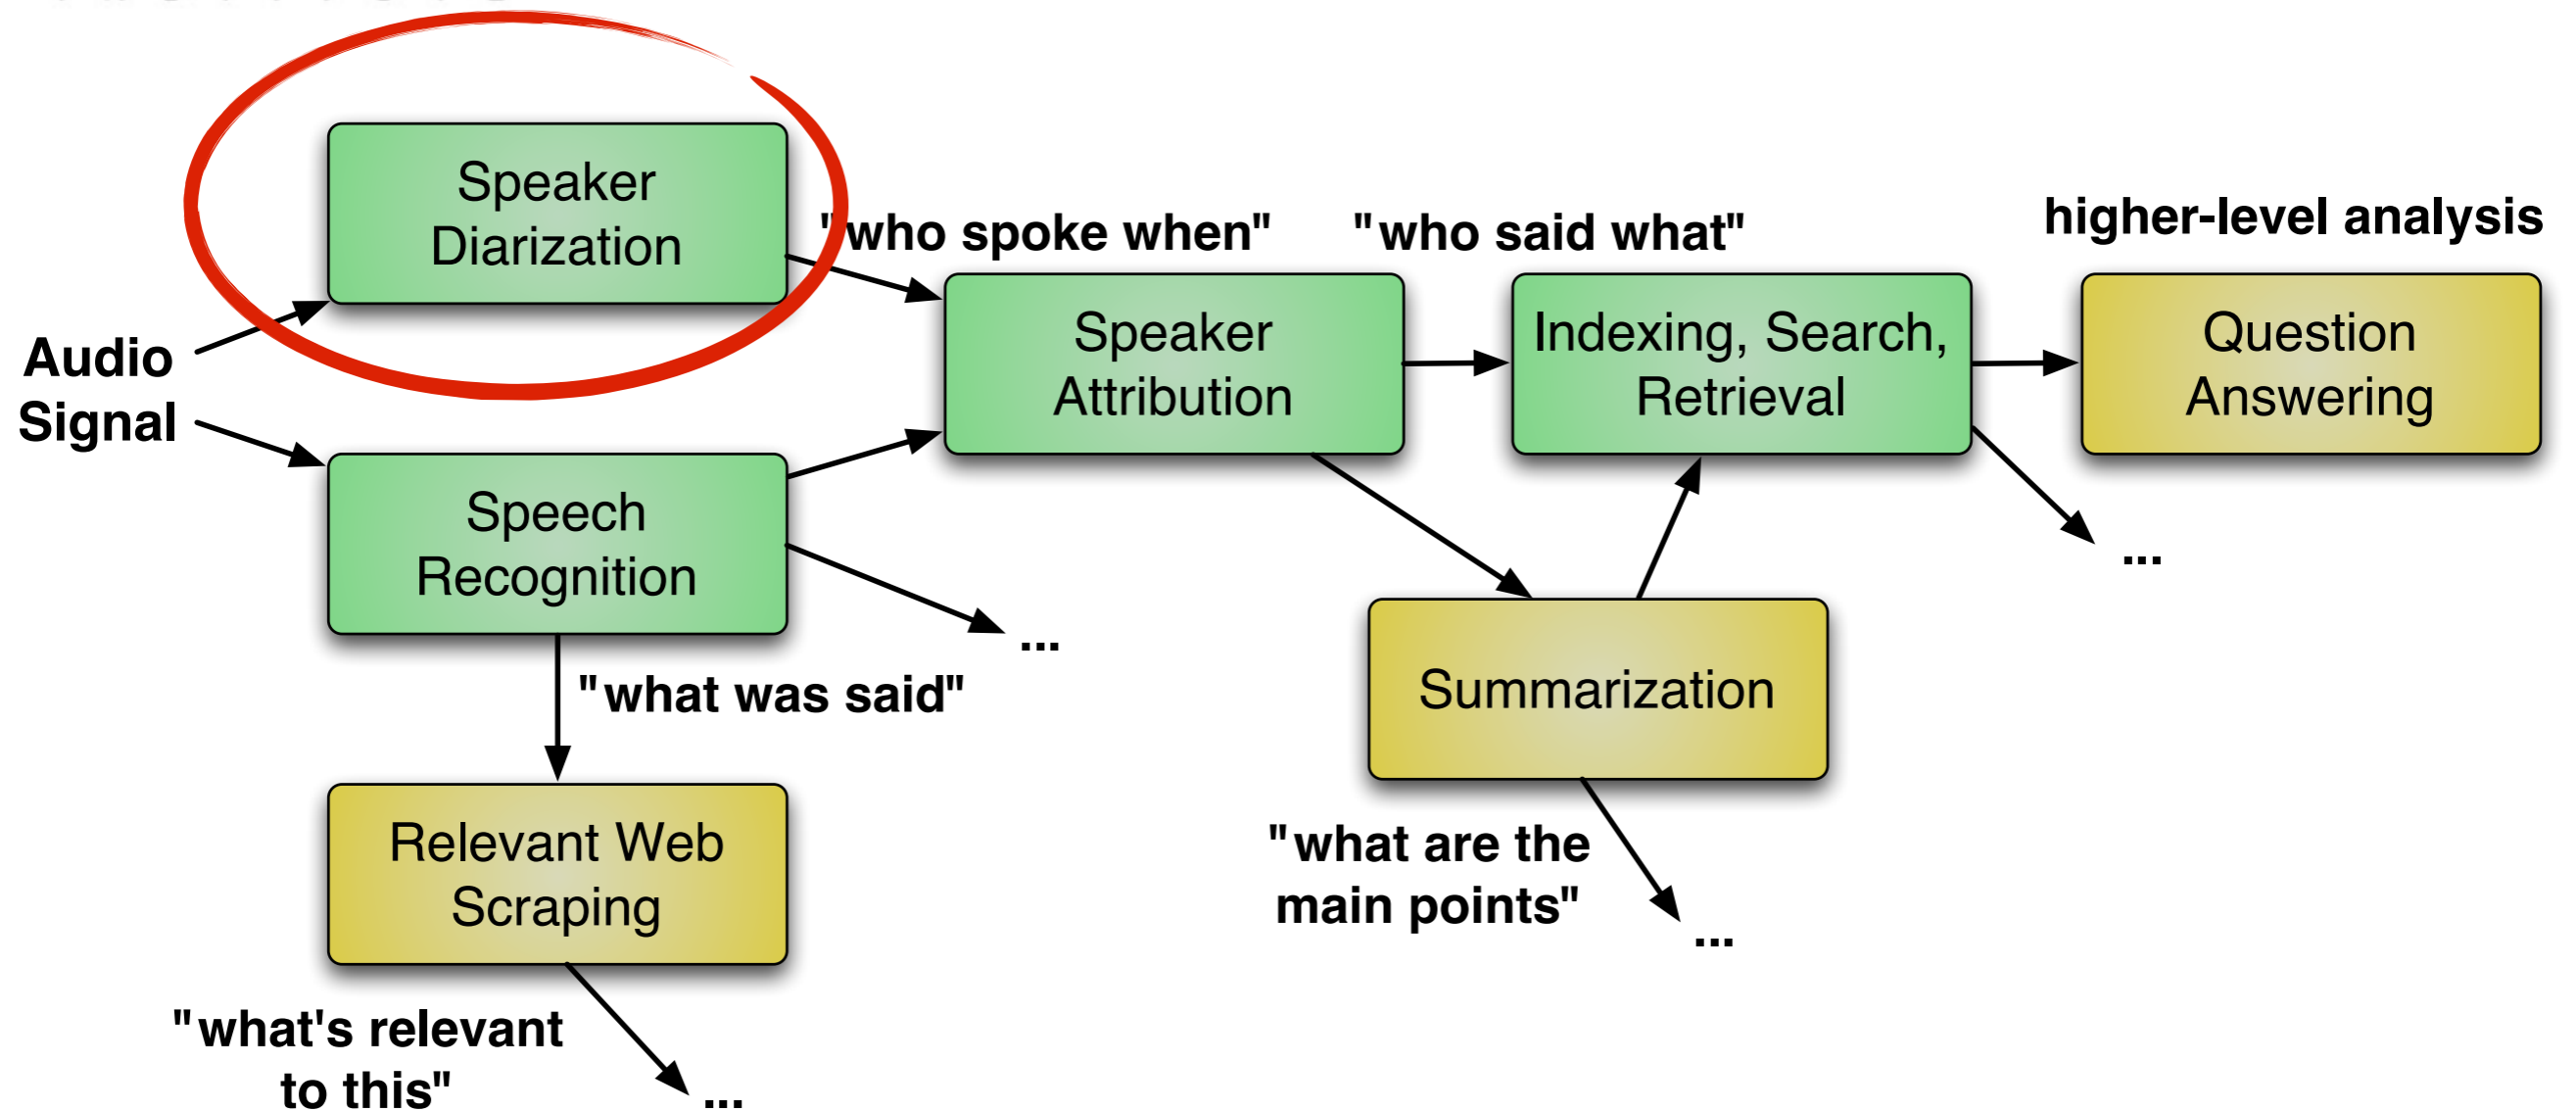 Speaker
Diarization
"who spoke when"
"who said what"
higher-level analysis
Audio
Signal
Speaker
Attribution
Indexing, Search,
Retrieval
Question
Answering
Speech
Recognition
...
...
"what was said"
Summarization
Relevant Web
Scraping
"what are the
main points"
...
"what's relevant
to this"
...